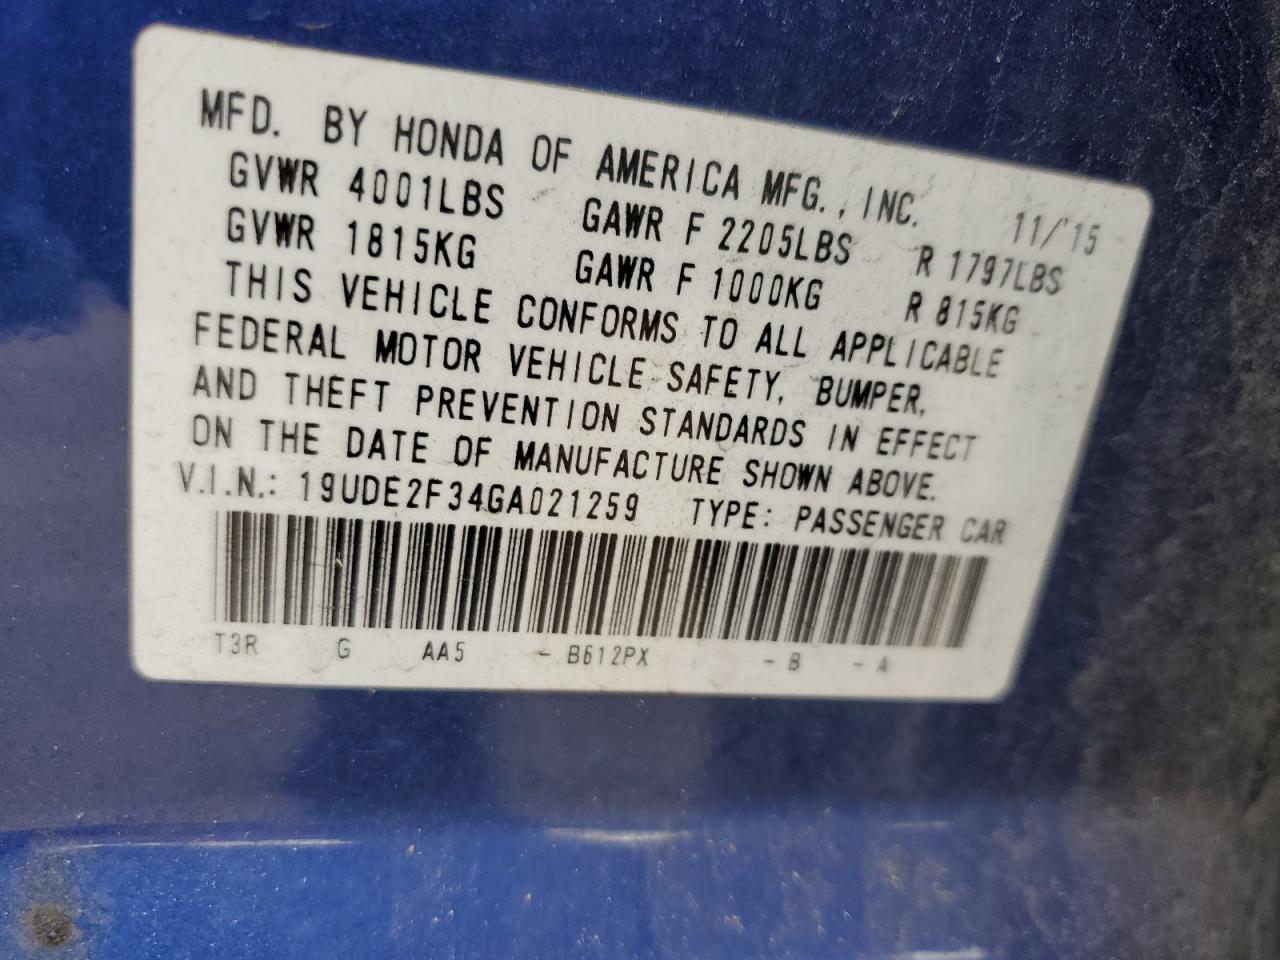 MFD. BY HONDA OF AMERICA MFG., INC. 11/'15
GVWR 4001LBS GAWR F 2205LBS R 1797LBS
GVWR 1815KG GAWR F 1000KG R 815KG
THIS VEHICLE CONFORMS TO ALL APPLICABLE
FEDERAL MOTOR VEHICLE SAFETY, BUMPER,
AND THEFT PREVENTION STANDARDS IN EFFECT
ON THE DATE OF MANUFACTURE SHOWN ABOVE.
V.I.N.: 19UDE2F34GA021259 TYPE: PASSENGER CAR
T3R G AA5 - B612PX - B - A